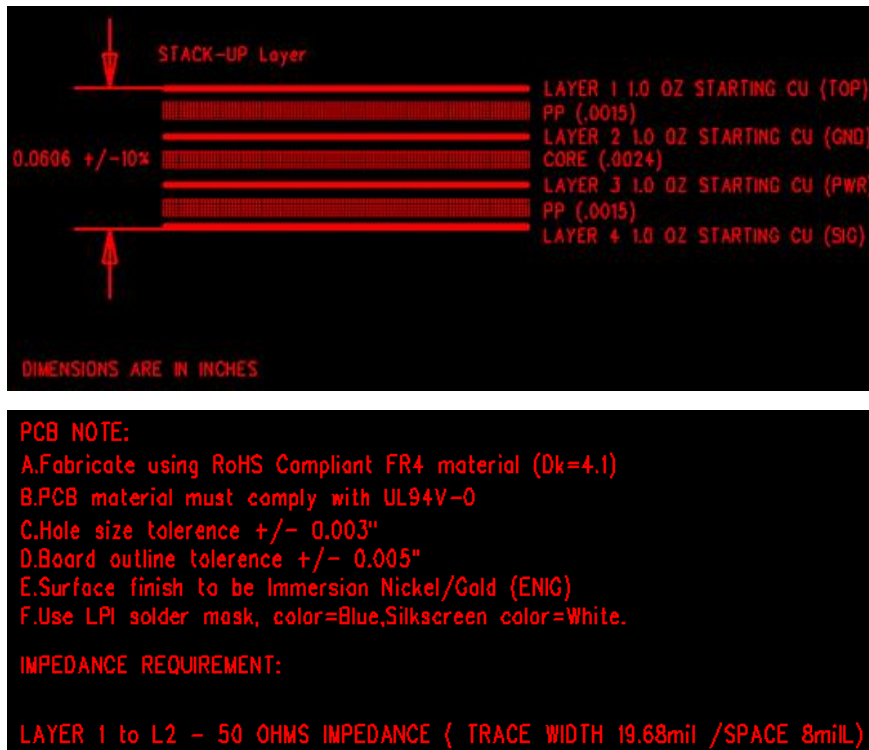 STACK-UP Layer
LAYER 1 1.0 OZ STARTING CU (TOP)
PP (.0015)
LAYER 2 1.0 OZ STARTING CU (GND)
0.0606 +/-10%
CORE (.0024)
LAYER 3 1.0 OZ STARTING CU (PWR
PP (.0015)
LAYER 4 1.0 OZ STARTING CU (SIG)
DIMENSIONS ARE IN INCHES
PCB NOTE:
A.Fabricate using RoHS Compliant FR4 material (Dk=4.1)
B.PCB material must comply with UL94V-0
C.Hole size tolerence +/- 0.003"
D.Board outline tolerence +/- 0.005"
E.Surface finish to be Immersion Nickel/Gold (ENIG)
F.Use LPI solder mask, color=Blue,Silkscreen color=White.
IMPEDANCE REQUIREMENT:
LAYER 1 to L2 - 50 OHMS IMPEDANCE ( TRACE WIDTH 19.68mil /SPACE 8milL)